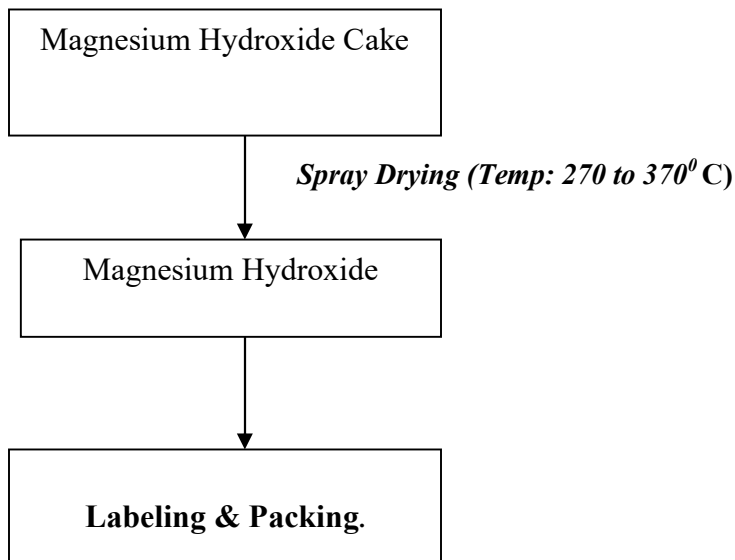 Magnesium Hydroxide Cake
Spray Drying (Temp: 270 to 370⁰ C)
Magnesium Hydroxide
Labeling & Packing.